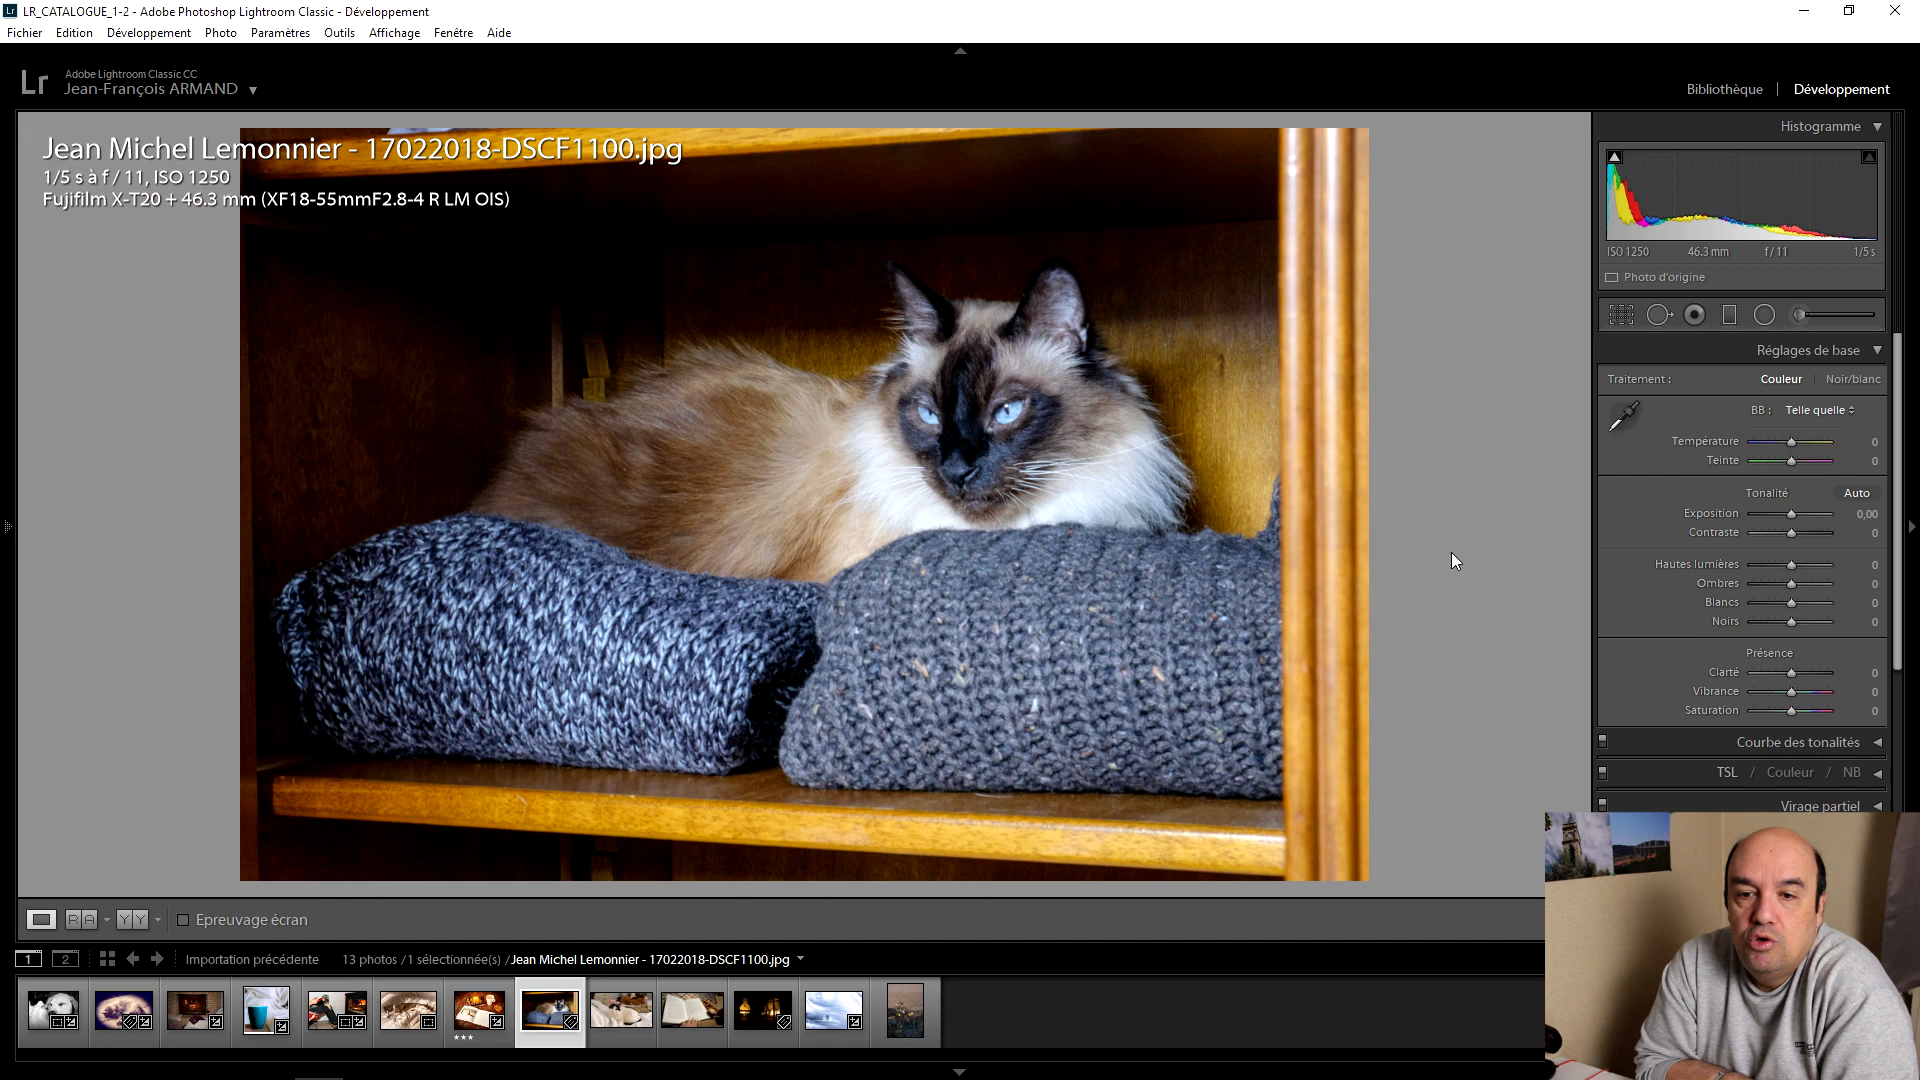 LR_CATALOGUE_1-2 - Adobe Photoshop Lightroom Classic - Développement
Fichier Edition Développement Photo Paramètres Outils Affichage Fenêtre Aide
Lr Adobe Lightroom Classic CC
Jean-François ARMAND
Bibliothèque | Développement
Jean Michel Lemonnier - 17022018-DSCF1100.jpg
1/5 s à f / 11, ISO 1250
Fujifilm X-T20 + 46.3 mm (XF18-55mmF2.8-4 R LM OIS)
Histogramme
ISO 1250 46.3 mm f / 11 1/5 s
Photo d'origine
Réglages de base
Traitement : Couleur Noir/blanc
BB : Telle quelle
Température 0
Teinte 0
Tonalité Auto
Exposition 0,00
Contraste 0
Hautes lumières 0
Ombres 0
Blancs 0
Noirs 0
Présence
Clarté 0
Vibrance 0
Saturation 0
Courbe des tonalités
TSL / Couleur / NB
Virage partiel
R A Y Y Epreuvage écran
1 2 Importation précédente 13 photos /1 sélectionnée(s) /Jean Michel Lemonnier - 17022018-DSCF1100.jpg